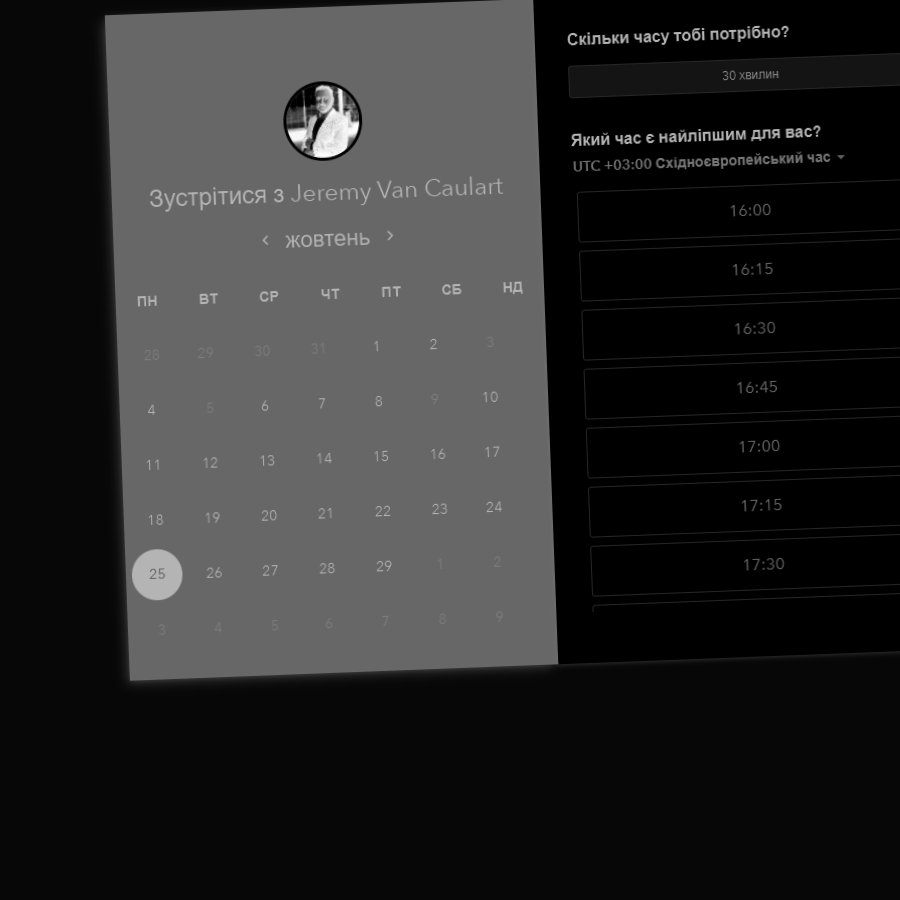 Зустрітися з Jeremy Van Caulart
жовтень
ПН ВТ СР ЧТ ПТ СБ НД
28 29 30 31 1 2 3
4 5 6 7 8 9 10
11 12 13 14 15 16 17
18 19 20 21 22 23 24
25 26 27 28 29 1 2
3 4 5 6 7 8 9
Скільки часу тобі потрібно?
30 хвилин
Який час є найліпшим для вас?
UTC +03:00 Східноєвропейський час
16:00
16:15
16:30
16:45
17:00
17:15
17:30